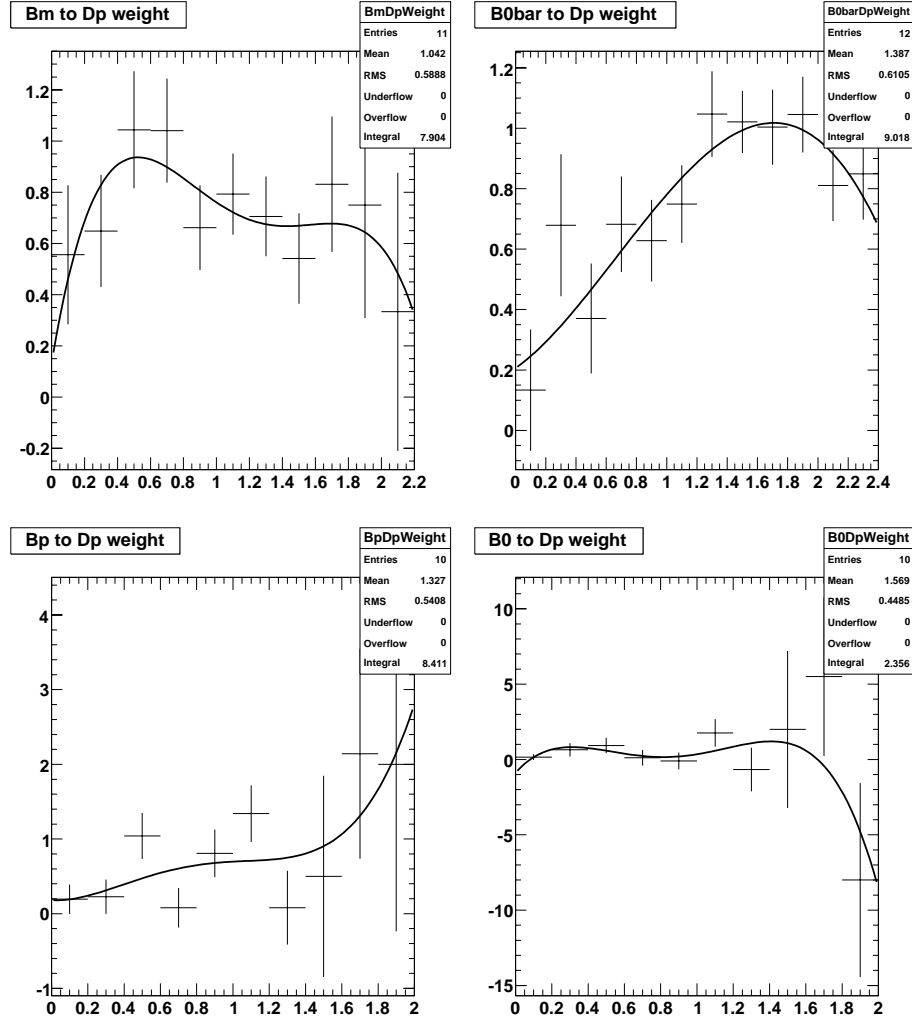 Bm to Dp weight
BmDpWeight
Entries 11
Mean 1.042
RMS 0.5888
Underflow 0
Overflow 0
Integral 7.904
1.2
1
0.8
0.6
0.4
0.2
0
-0.2
0 0.2 0.4 0.6 0.8 1 1.2 1.4 1.6 1.8 2 2.2
B0bar to Dp weight
B0barDpWeight
Entries 12
Mean 1.387
RMS 0.6105
Underflow 0
Overflow 0
Integral 9.018
1.2
1
0.8
0.6
0.4
0.2
0
0 0.2 0.4 0.6 0.8 1 1.2 1.4 1.6 1.8 2 2.2 2.4
Bp to Dp weight
BpDpWeight
Entries 10
Mean 1.327
RMS 0.5408
Underflow 0
Overflow 0
Integral 8.411
4
3
2
1
0
-1
0 0.2 0.4 0.6 0.8 1 1.2 1.4 1.6 1.8 2
B0 to Dp weight
B0DpWeight
Entries 10
Mean 1.569
RMS 0.4485
Underflow 0
Overflow 0
Integral 2.356
10
5
0
-5
-10
-15
0 0.2 0.4 0.6 0.8 1 1.2 1.4 1.6 1.8 2